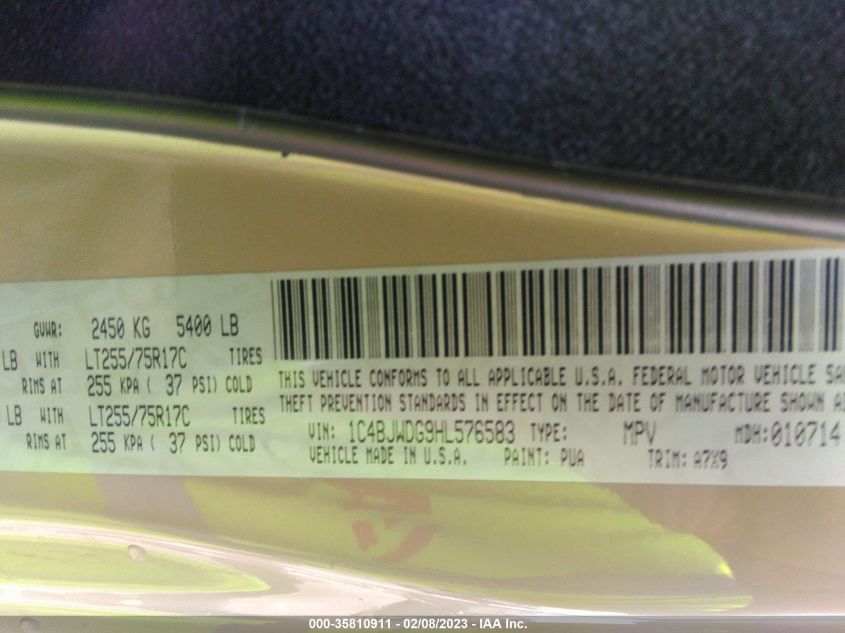 GVWR: 2450 KG 5400 LB
LB WITH LT255/75R17C TIRES
RIMS AT 255 KPA ( 37 PSI) COLD
LB WITH LT255/75R17C TIRES
RIMS AT 255 KPA ( 37 PSI) COLD
THIS VEHICLE CONFORMS TO ALL APPLICABLE U.S.A. FEDERAL MOTOR VEHICLE SA
THEFT PREVENTION STANDARDS IN EFFECT ON THE DATE OF MANUFACTURE SHOWN A
VIN: 1C4BJWDG9HL576583 TYPE: MPV MDH:010714
VEHICLE MADE IN U.S.A. PAINT: PUA TRIM: A7X9
000-35810911 - 02/08/2023 - IAA Inc.